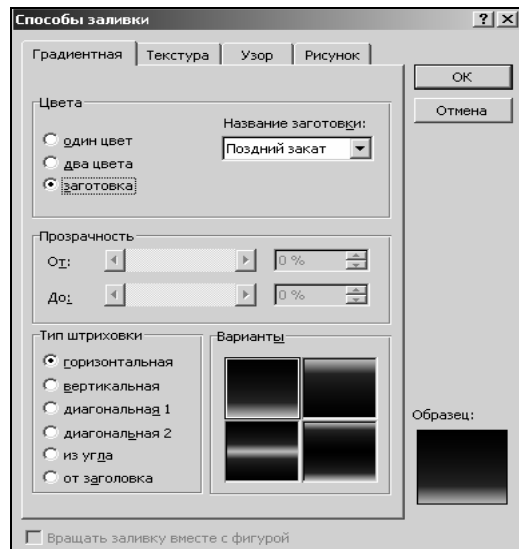 Способы заливки
Градиентная
Текстура
Узор
Рисунок
ОК
Отмена
Цвета
один цвет
два цвета
заготовка
Название заготовки:
Поздний закат
Прозрачность
От:
0 %
До:
0 %
Тип штриховки
горизонтальная
вертикальная
диагональная 1
диагональная 2
из угла
от заголовка
Варианты
Образец:
Вращать заливку вместе с фигурой